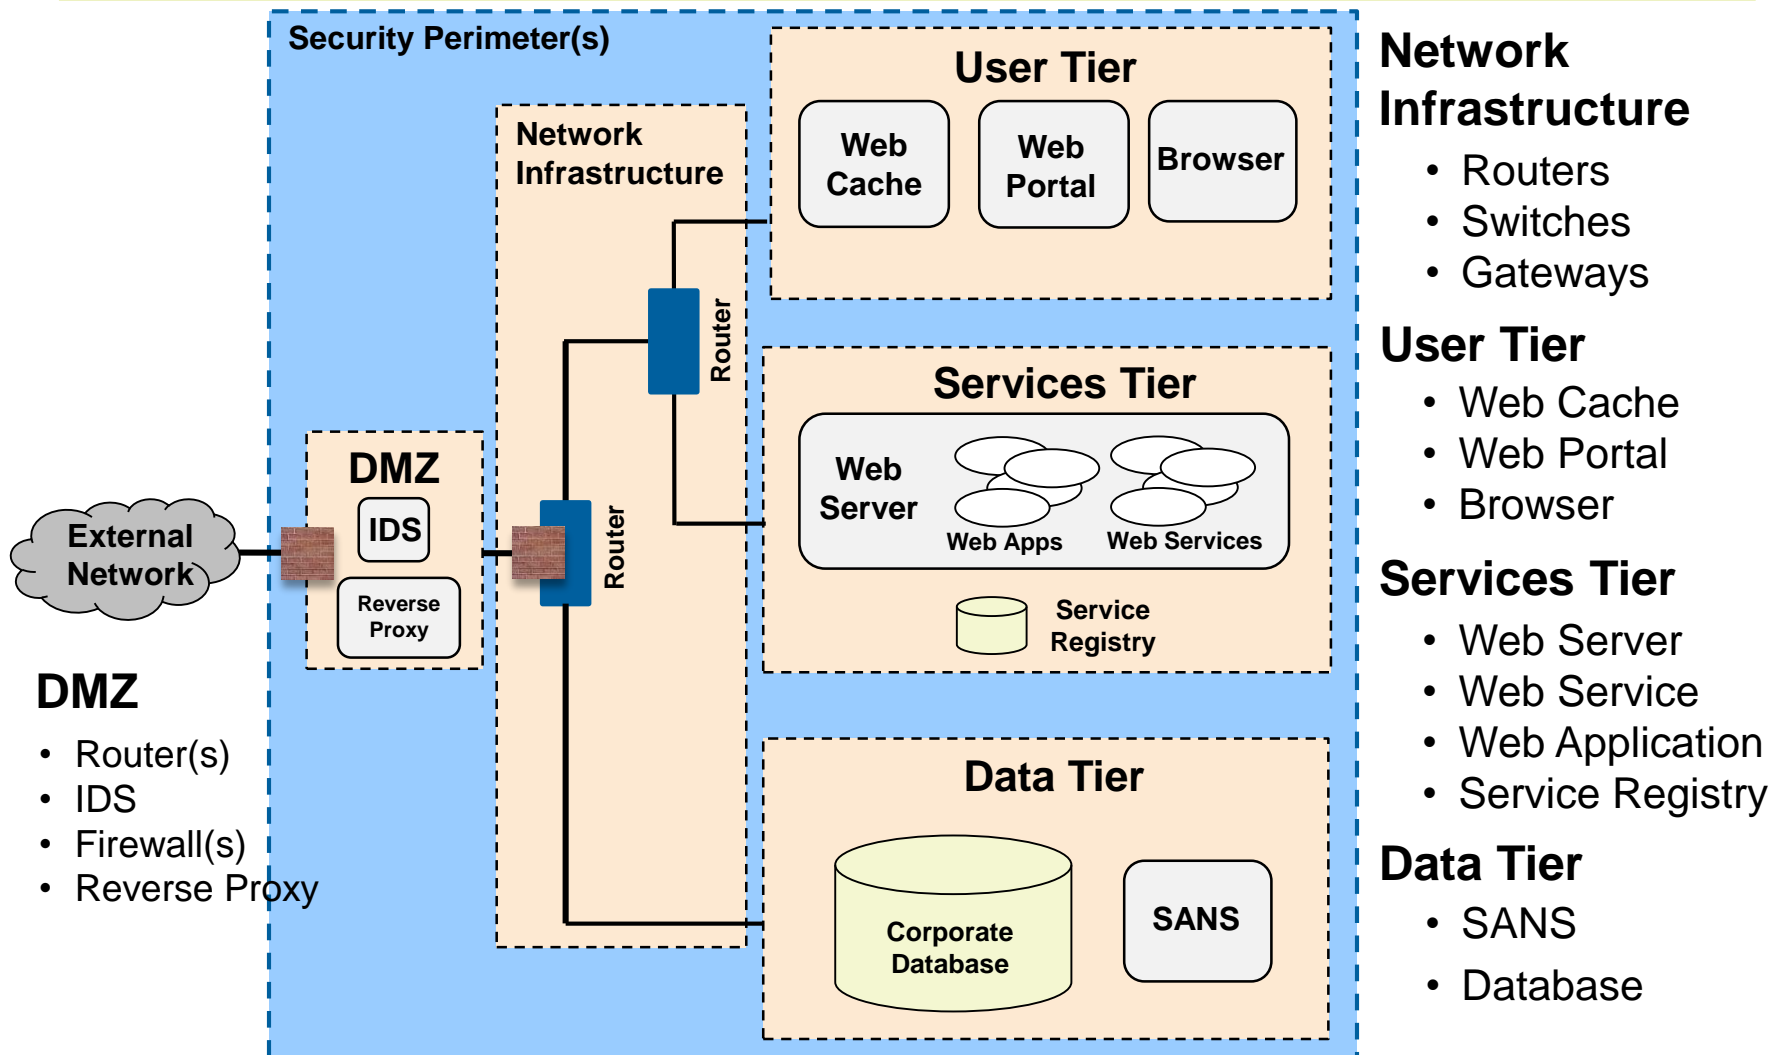 Security Perimeter(s)
User Tier
Web
Cache
Web
Portal
Browser
Network
Infrastructure
Router
Router
Services Tier
Web
Server
Web Apps
Web Services
Service
Registry
DMZ
IDS
Reverse
Proxy
External
Network
Data Tier
Corporate
Database
SANS
DMZ
• Router(s)
• IDS
• Firewall(s)
• Reverse Proxy
Network
Infrastructure
• Routers
• Switches
• Gateways
User Tier
• Web Cache
• Web Portal
• Browser
Services Tier
• Web Server
• Web Service
• Web Application
• Service Registry
Data Tier
• SANS
• Database